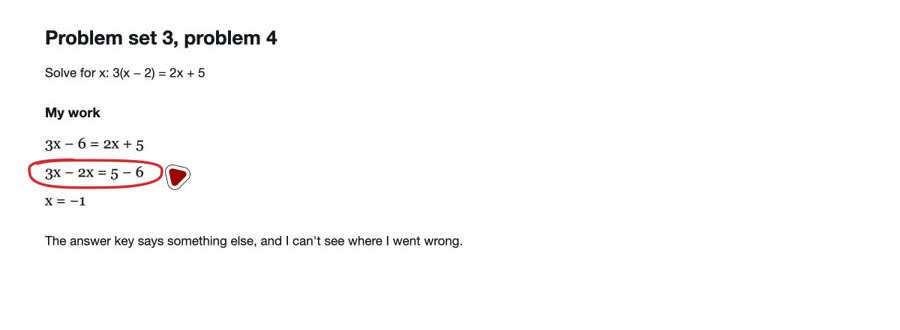 Problem set 3, problem 4
Solve for x: 3(x – 2) = 2x + 5
My work
3x – 6 = 2x + 5
3x – 2x = 5 – 6
x = –1
The answer key says something else, and I can't see where I went wrong.